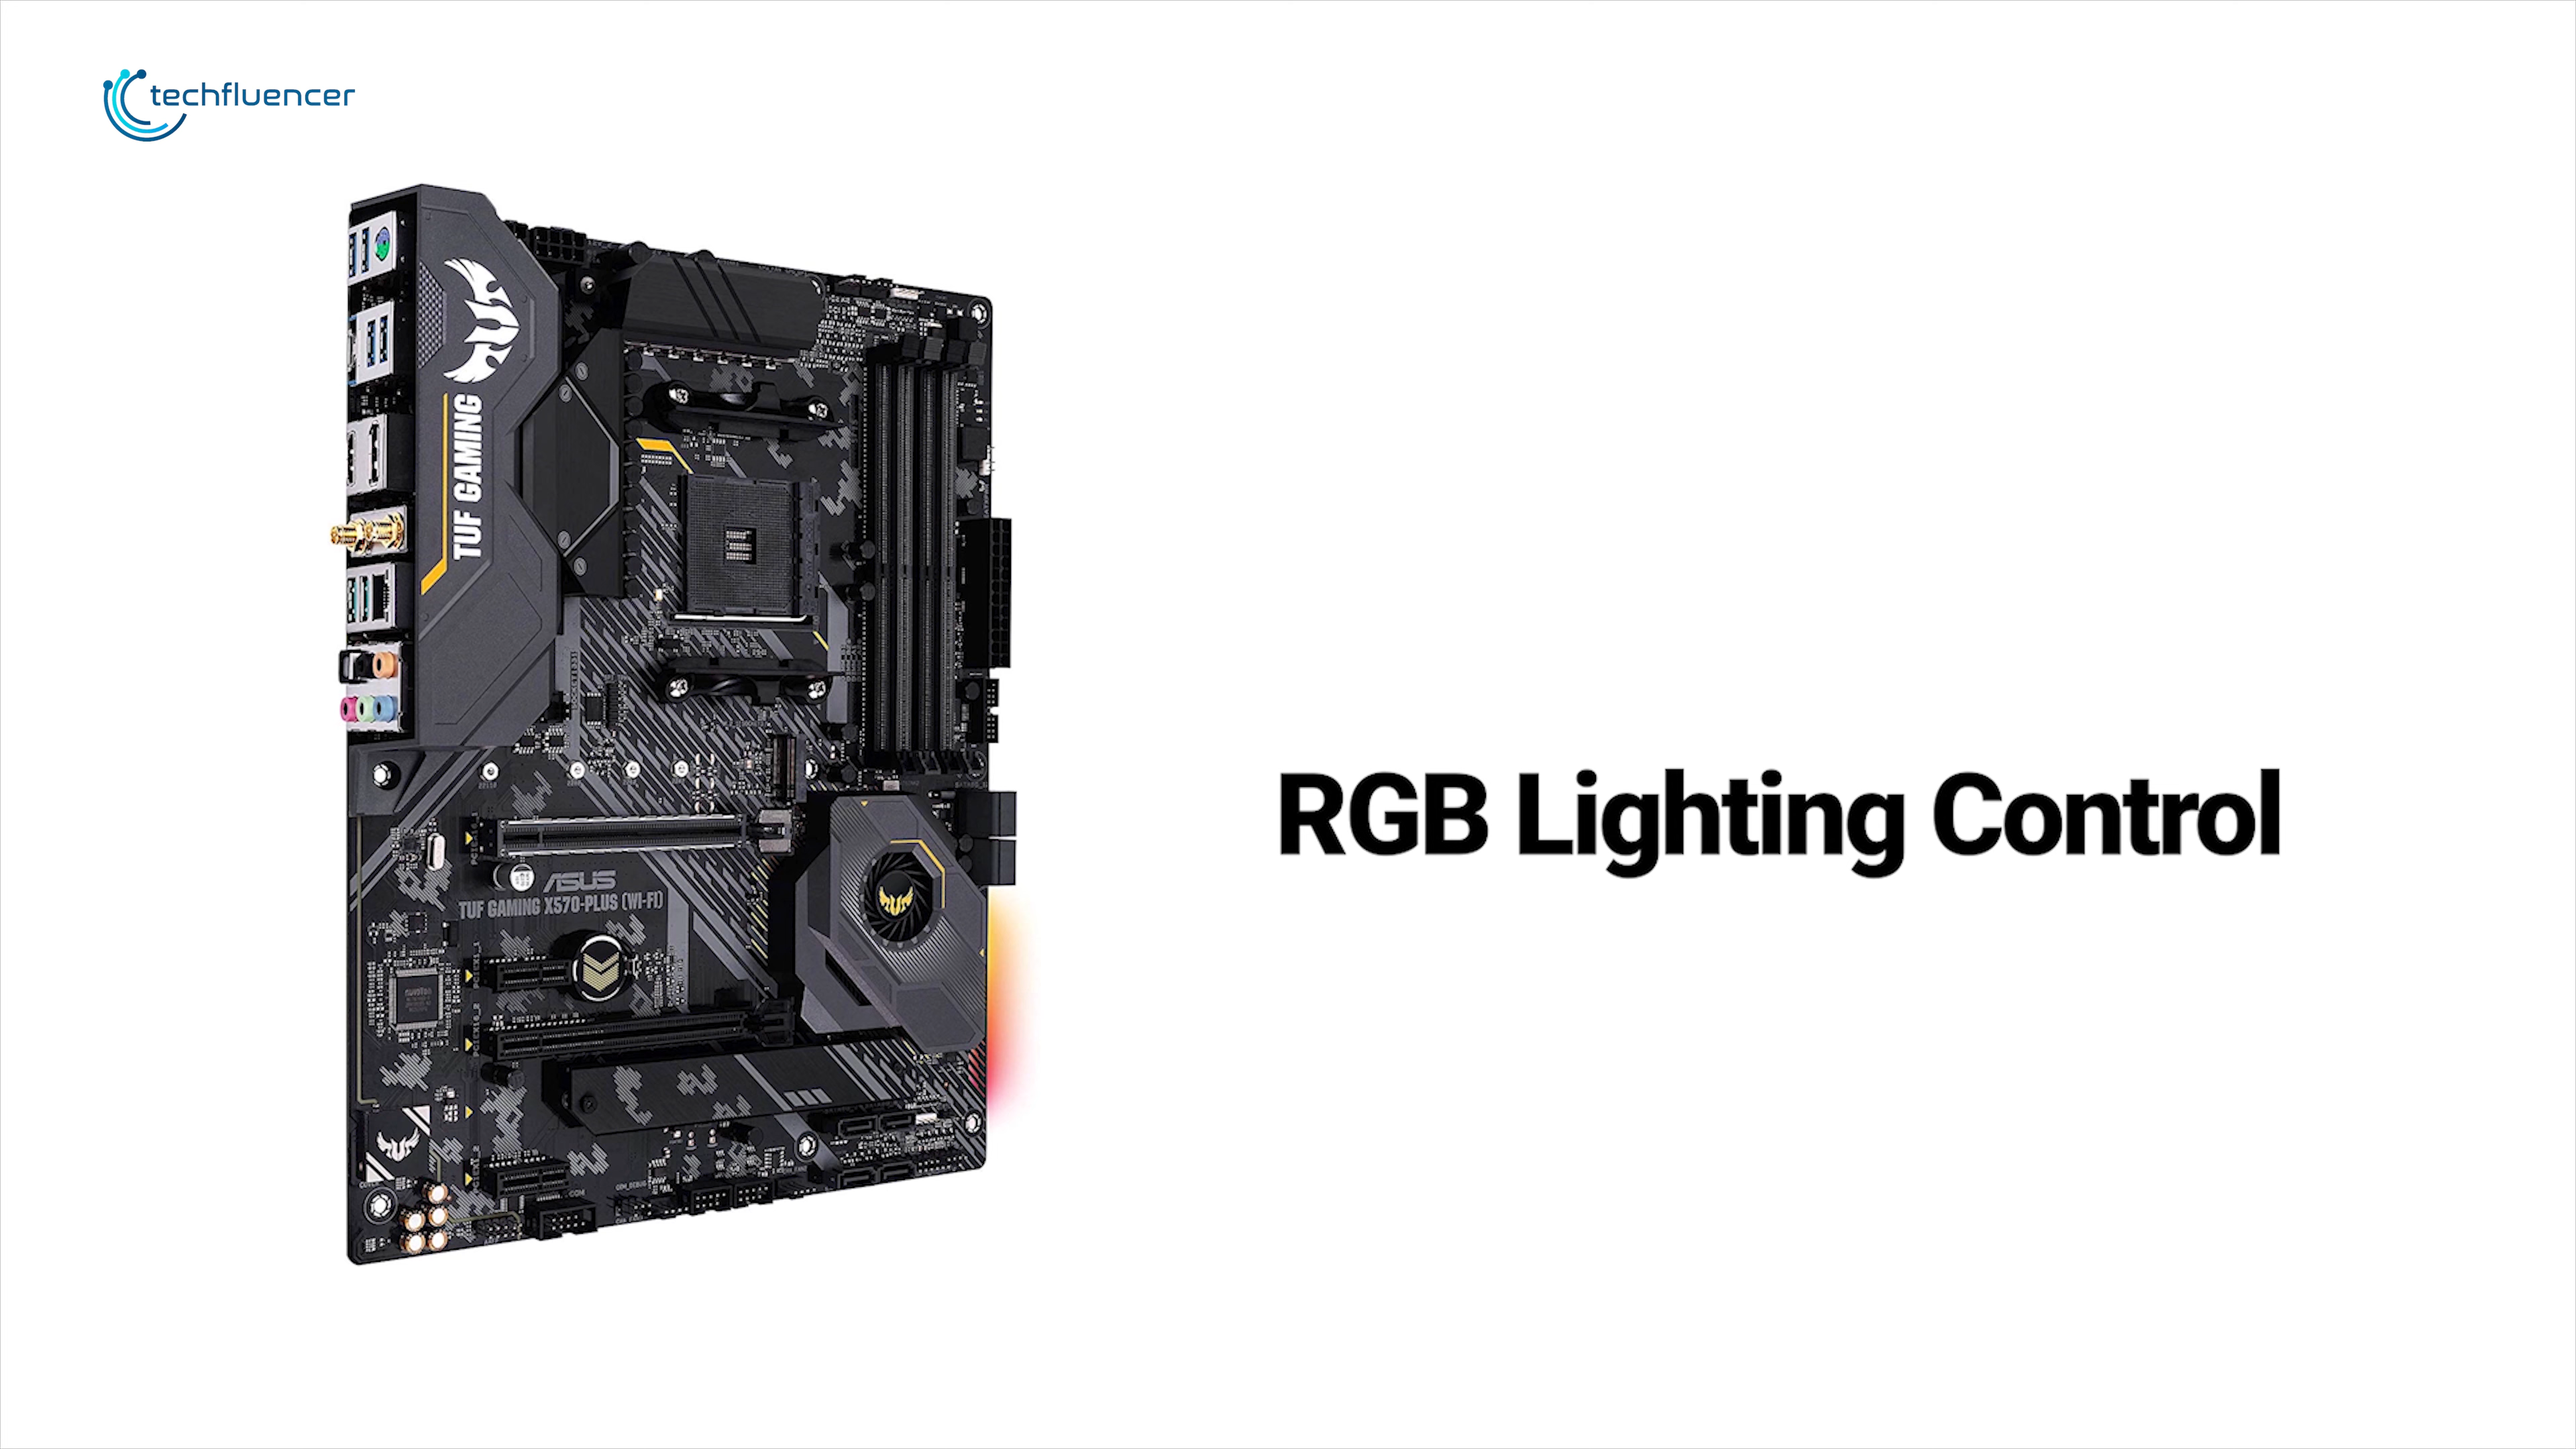 techfluencer
TUF GAMING
RGB Lighting Control
ASUS
TUF GAMING X570-PLUS (WI-FI)